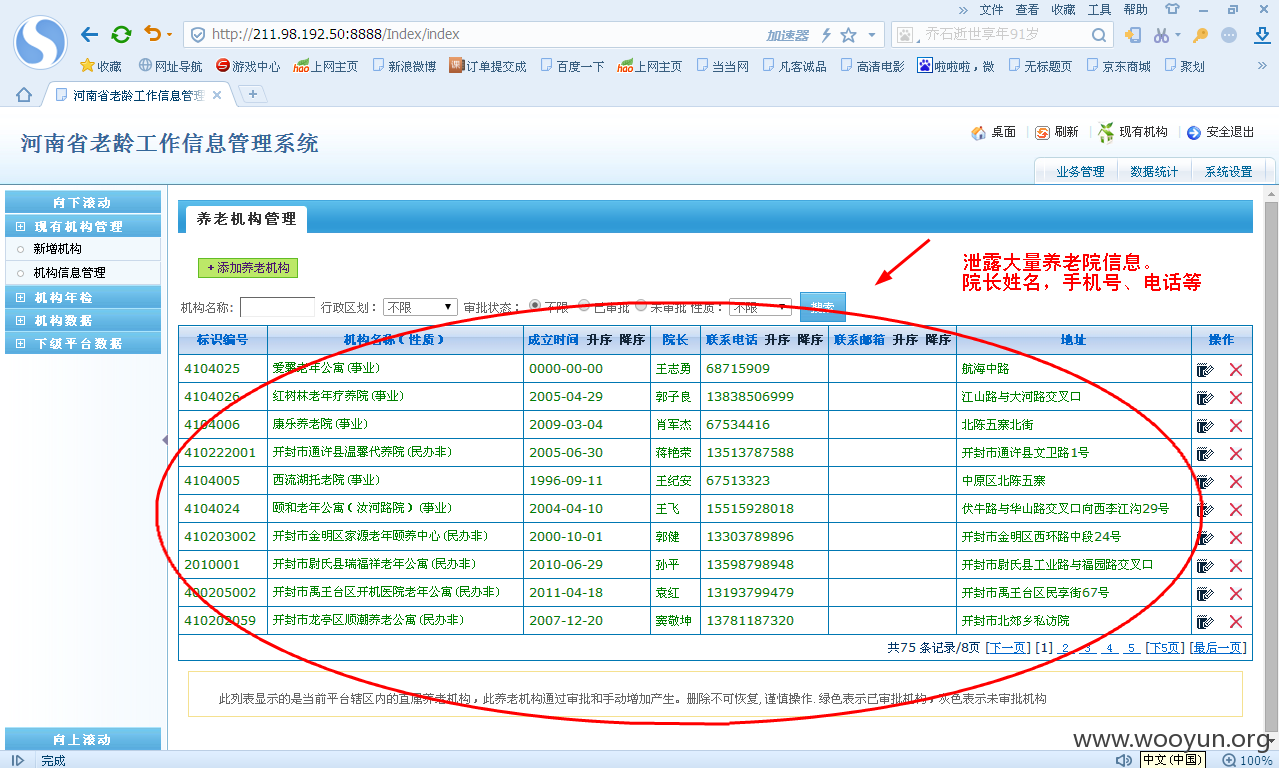 » 文件 查看 收藏 工具 帮助
http://211.98.192.50:8888/Index/index 加速器 乔石逝世享年91岁
收藏 网址导航 游戏中心 上网主页 新浪微博 订单提交成 百度一下 上网主页 当当网 凡客诚品 高清电影 啦啦啦，微 无标题页 京东商城 聚划 »
河南省老龄工作信息管理
河南省老龄工作信息管理系统
桌面 刷新 现有机构 安全退出
业务管理 数据统计 系统设置
向下滚动
现有机构管理
新增机构
机构信息管理
机构年检
机构数据
下级平台数据
向上滚动
养老机构管理
+添加养老机构
泄露大量养老院信息。
院长姓名，手机号、电话等
机构名称: 行政区划： 不限 审批状态： 不限 已审批 未审批 性质： 不限 搜索
标识编号 机构名称（性质） 成立时间 升序 降序 院长 联系电话 升序 降序 联系邮箱 升序 降序 地址 操作
4104025 爱馨老年公寓(事业) 0000-00-00 王志勇 68715909 航海中路
4104026 红树林老年疗养院(事业) 2005-04-29 郭子良 13838506999 江山路与大河路交叉口
4104006 康乐养老院(事业) 2009-03-04 肖军杰 67534416 北陈五寨北街
410222001 开封市通许县温馨代养院(民办非) 2005-06-30 蒋艳荣 13513787588 开封市通许县文卫路1号
4104005 西流湖托老院(事业) 1996-09-11 王纪安 67513323 中原区北陈五寨
4104024 颐和老年公寓（汝河路院）(事业) 2004-04-10 王飞 15515928018 伏牛路与华山路交叉口向西李江沟29号
410203002 开封市金明区家源老年颐养中心(民办非) 2000-10-01 郭健 13303789896 开封市金明区西环路中段24号
2010001 开封市尉氏县瑞福祥老年公寓(民办非) 2010-06-29 孙平 13598798948 开封市尉氏县工业路与福园路交叉口
400205002 开封市禹王台区开机医院老年公寓(民办非) 2011-04-18 袁红 13193799479 开封市禹王台区民享街67号
410202059 开封市龙亭区顺潮养老公寓(民办非) 2007-12-20 窦敬坤 13781187320 开封市北郊乡私访院
共75 条记录/8页 [下一页] [1] 2 3 4 5 [下5页] [最后一页]
此列表显示的是当前平台辖区内的直属养老机构，此养老机构通过审批和手动增加产生。删除不可恢复,谨慎操作.绿色表示已审批机构，灰色表示未审批机构
www.wooyun.org
完成 中文(中国) 100%